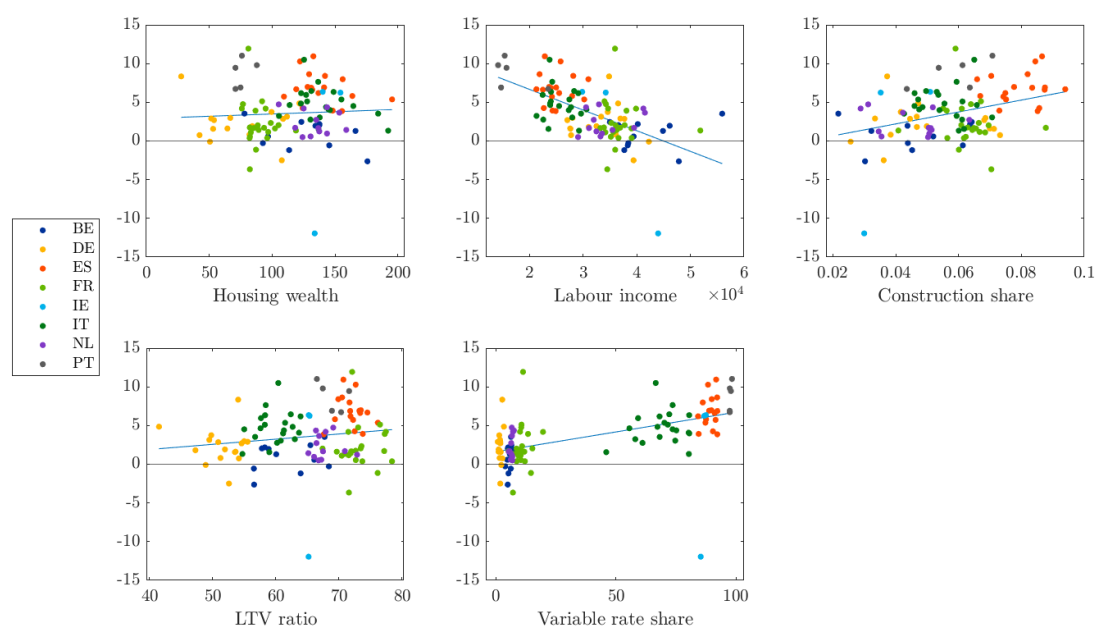 15
10
5
0
-5
-10
-15
0 50 100 150 200
Housing wealth
15
10
5
0
-5
-10
-15
2 3 4 5 6
Labour income ×10⁴
15
10
5
0
-5
-10
-15
0.02 0.04 0.06 0.08 0.1
Construction share
BE
DE
ES
FR
IE
IT
NL
PT
15
10
5
0
-5
-10
-15
40 50 60 70 80
LTV ratio
15
10
5
0
-5
-10
-15
0 50 100
Variable rate share